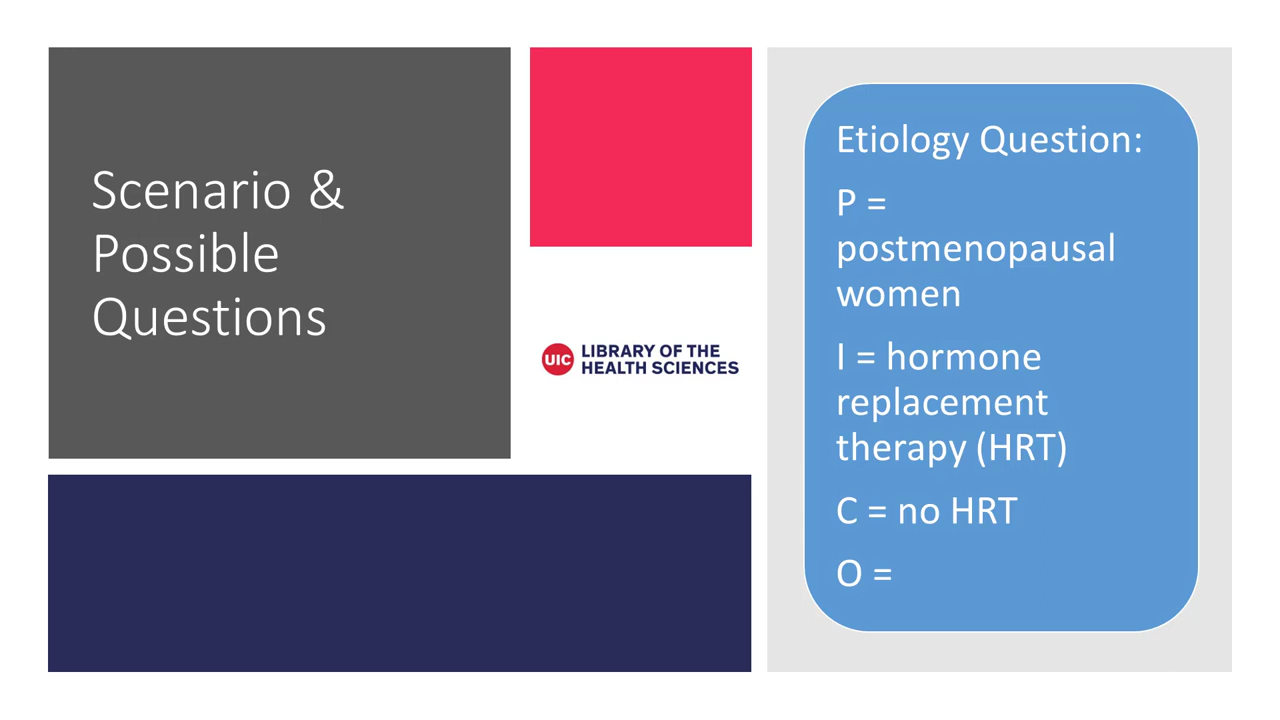 Scenario &
Possible
Questions
UIC
LIBRARY OF THE
HEALTH SCIENCES
Etiology Question:
P =
postmenopausal
women
I = hormone
replacement
therapy (HRT)
C = no HRT
O =